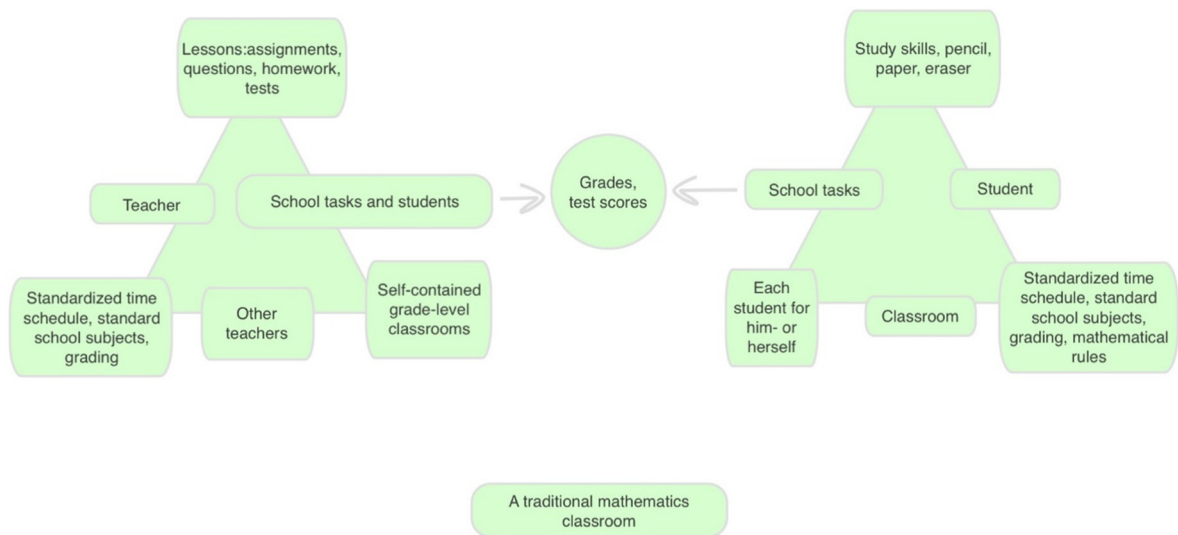 Lessons:assignments,
questions, homework,
tests
Teacher
School tasks and students
Standardized time
schedule, standard
school subjects,
grading
Other
teachers
Self-contained
grade-level
classrooms
Grades,
test scores
Study skills, pencil,
paper, eraser
School tasks
Student
Each
student for
him- or
herself
Classroom
Standardized time
schedule, standard
school subjects,
grading, mathematical
rules
A traditional mathematics
classroom